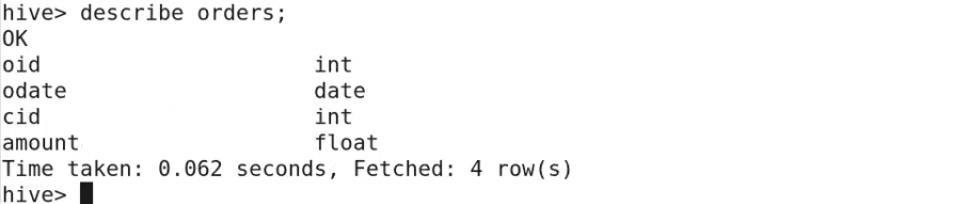 hive> describe orders;
OK
oid                     int
odate                   date
cid                     int
amount                  float
Time taken: 0.062 seconds, Fetched: 4 row(s)
hive>